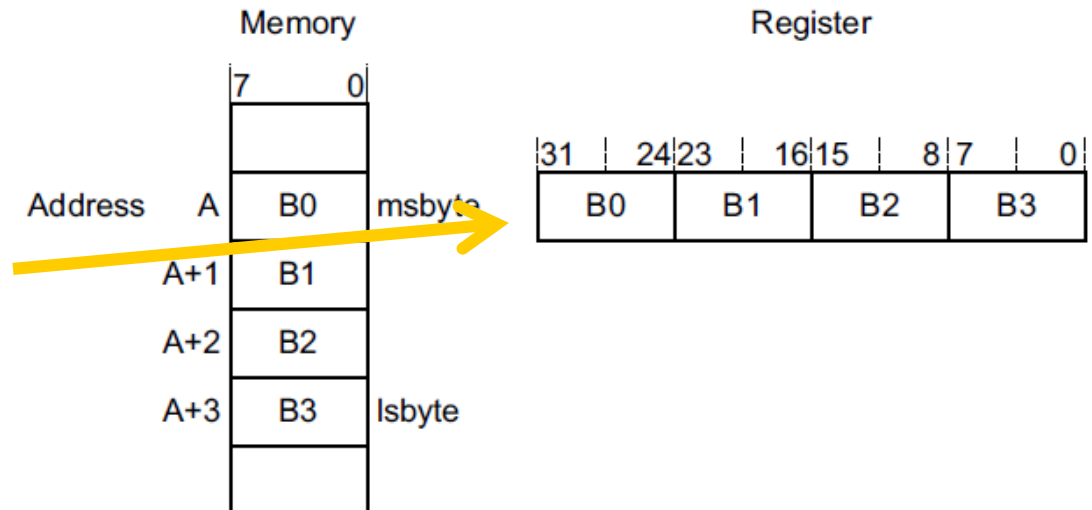 Memory
Register
7 0
31 24 23 16 15 8 7 0
Address A B0 msbyte B0 B1 B2 B3
A+1 B1
A+2 B2
A+3 B3 lsbyte